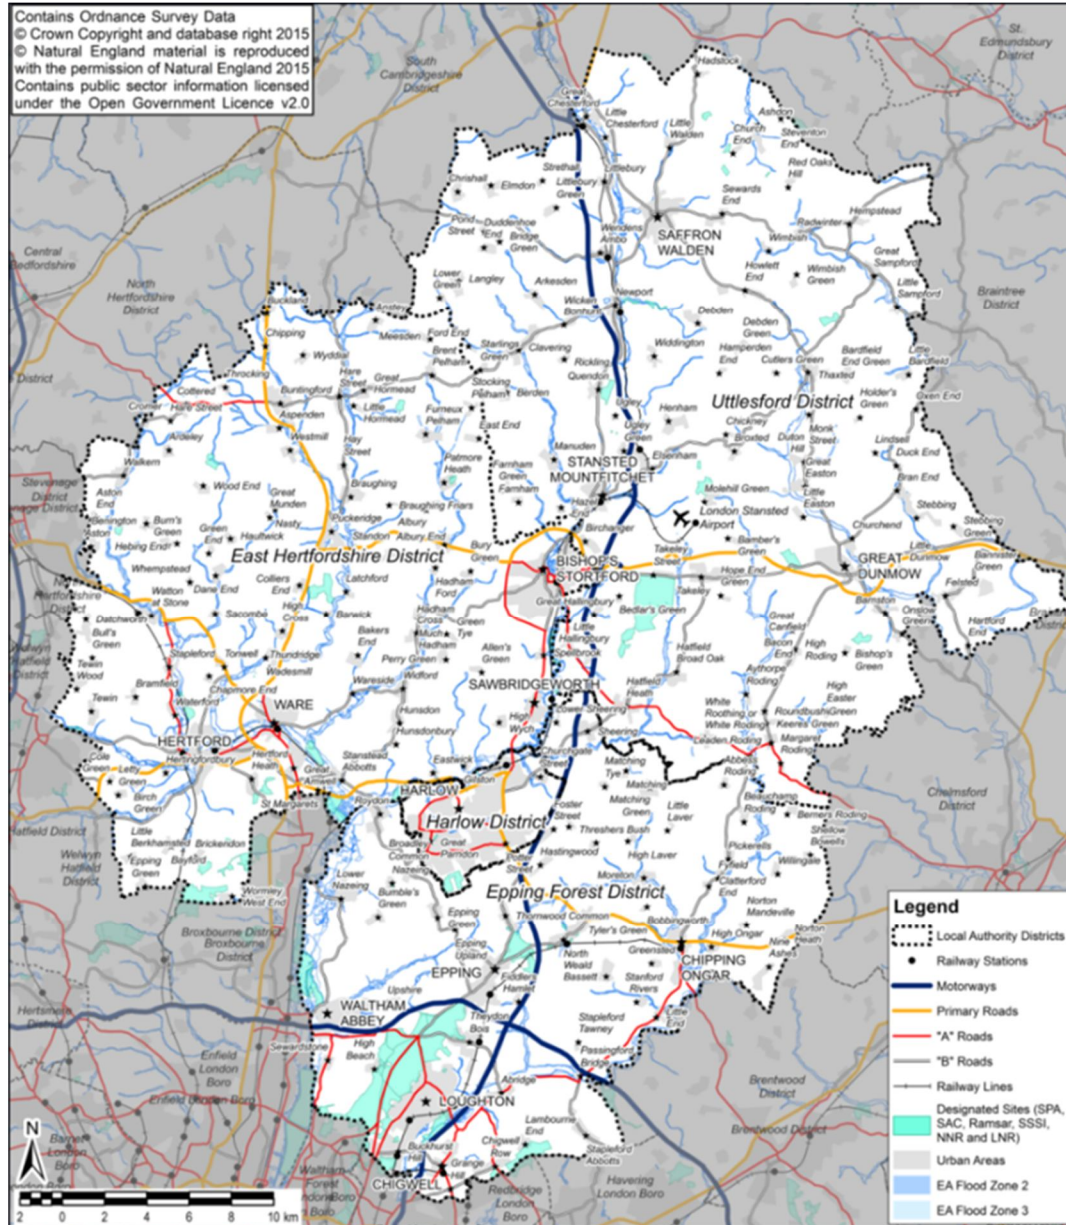 Contains Ordnance Survey Data
© Crown Copyright and database right 2015
© Natural England material is reproduced
with the permission of Natural England 2015
Contains public sector information licensed
under the Open Government Licence v2.0
South
Cambridgeshire
District
St.
Edmundsbury
District
Hadstock
Great
Chesterford
Little
Chesterford
Little
Walden
Ashdon
Church
End
Steventon
End
Red Oaks
Hill
Strethall
Littlebury
Littlebury
Green
Chrishall
Elmdon
Sewards
End
Hempstead
Radwinter
Pond
Street
Duddenhoe
End
Bridge
Green
Wendens
Ambo
SAFFRON
WALDEN
Wimbish
Great
Sampford
Central
Bedfordshire
North
Hertfordshire
District
Lower
Green
Langley
Arkesden
Howlett
End
Wimbish
Green
Little
Sampford
Braintree
District
Buckland
Anstey
Wicken
Bonhunt
Newport
Debden
Debden
Green
Chipping
Meesden
Ford End
Brent
Pelham
Starlings
Green
Clavering
Widdington
Hamperden
End
Cutlers Green
Thaxted
Bardfield
End Green
Little
Bardfield
Wyddial
Rickling
Quendon
Throcking
Hare
Street
Great
Hormead
Stocking
Pelham
Berden
Uttlesford District
Holder's
Green
Oxen End
Cottered
Hare Street
Cromer
Buntingford
Aspenden
Little
Hormead
Furneux
Pelham
East End
Ugley
Ugley
Green
Henham
Chickney
Broxted
Monk
Street
Duton
Hill
Lindsell
Duck End
Ardeley
Westmill
Hay
Street
Manuden
Elsenham
Walkern
Patmore
Heath
Farnham
Green
Farnham
STANSTED
MOUNTFITCHET
Great
Easton
Bran End
Stevenage
District
Aston
End
Wood End
Great
Munden
Braughing
Molehill Green
Little
Easton
Stebbing
Hazel
End
London Stansted
Airport
Benington
Aston
Burn's
Green
Nasty
Braughing Friars
Puckeridge
Albury
Birchanger
Churchend
Stebbing
Green
Hebing End
Haultwick
Green
End
Standon
Albury End
Bury
Green
Takeley
Street
Bamber's
Green
Little
Dunmow
Bannister
Green
East Hertfordshire District
BISHOP'S
STORTFORD
GREAT
DUNMOW
Whempstead
Colliers
End
Latchford
Hadham
Ford
Hope End
Green
Takeley
Felsted
Watton
at Stone
Dane End
Barnston
Sacombe
High
Cross
Barwick
Hadham
Cross
Green
Tye
Great Hallingbury
Bedlar's Green
Onslow
Green
Hartford
End
Datchworth
Bull's
Green
Bakers
End
Much
Hadham
Allen's
Green
Little
Hallingbury
Spellbrook
Great
Canfield
Bacon
End
High
Roding
Bishop's
Green
Stapleford
Tonwell
Thundridge
Wadesmill
Perry Green
Hatfield
Broad Oak
Aythorpe
Roding
Welwyn
Hatfield
District
Tewin
Wood
Bramfield
Wareside
Widford
SAWBRIDGEWORTH
Hatfield
Heath
High
Easter
Tewin
Chapmore End
Waterford
WARE
Hunsdon
Lower Sheering
White
Roothing or
White Roding
Roundbush Green
Keeres Green
Hunsdonbury
High
Wych
Sheering
Leaden Roding
Margaret
Roding
HERTFORD
Hertingfordbury
Cole
Green
Letty
Green
Hertford
Heath
Stanstead
Abbotts
Great
Amwell
Eastwick
Churchgate
Street
Matching
Tye
Abbess
Roding
Gilston
Birch
Green
St Margarets
Roydon
HARLOW
Matching
Green
Beauchamp
Roding
Chelmsford
District
Hatfield District
Harlow District
Foster
Street
Little
Laver
Berners Roding
Little
Berkhamsted
Brickendon
Threshers Bush
Shellow
Bowells
Welwyn
Hatfield
District
Epping
Green
Bayford
Broadley
Common
Great
Parndon
Nazeing
Potter
Street
Hastingwood
High Laver
Pickerells
Willingale
Fyfield
Wormley
West End
Lower
Nazeing
Bumble's
Green
Moreton
Clatterford
End
Epping Forest District
Norton
Mandeville
Broxbourne District
Broxbourne
District
Epping
Green
Thornwood Common
Bobbingworth
Tyler's Green
High Ongar
Norton
Heath
Nine
Ashes
Epping
Upland
Greensted
EPPING
North
Weald
Bassett
CHIPPING
ONGAR
Fiddlers
Hamlet
Stanford
Rivers
Upshire
WALTHAM
ABBEY
Theydon
Bois
Stapleford
Tawney
Little
End
Hertsmere
District
Sewardstone
High
Beach
Passingford
Bridge
Enfield
London
Boro
Enfield London Boro
Abridge
Brentwood
District
Brentwood District
LOUGHTON
Lambourne
End
Barnet
London
Boro
Buckhurst
Hill
Chigwell
Row
Stapleford
Abbotts
Waltham
Forest
London Boro
Grange
Hill
CHIGWELL
Redbridge
London Boro
Havering
London Boro
N
2 0 2 4 6 8 10 km
Legend
Local Authority Districts
Railway Stations
Motorways
Primary Roads
"A" Roads
"B" Roads
Railway Lines
Designated Sites (SPA,
SAC, Ramsar, SSSI,
NNR and LNR)
Urban Areas
EA Flood Zone 2
EA Flood Zone 3